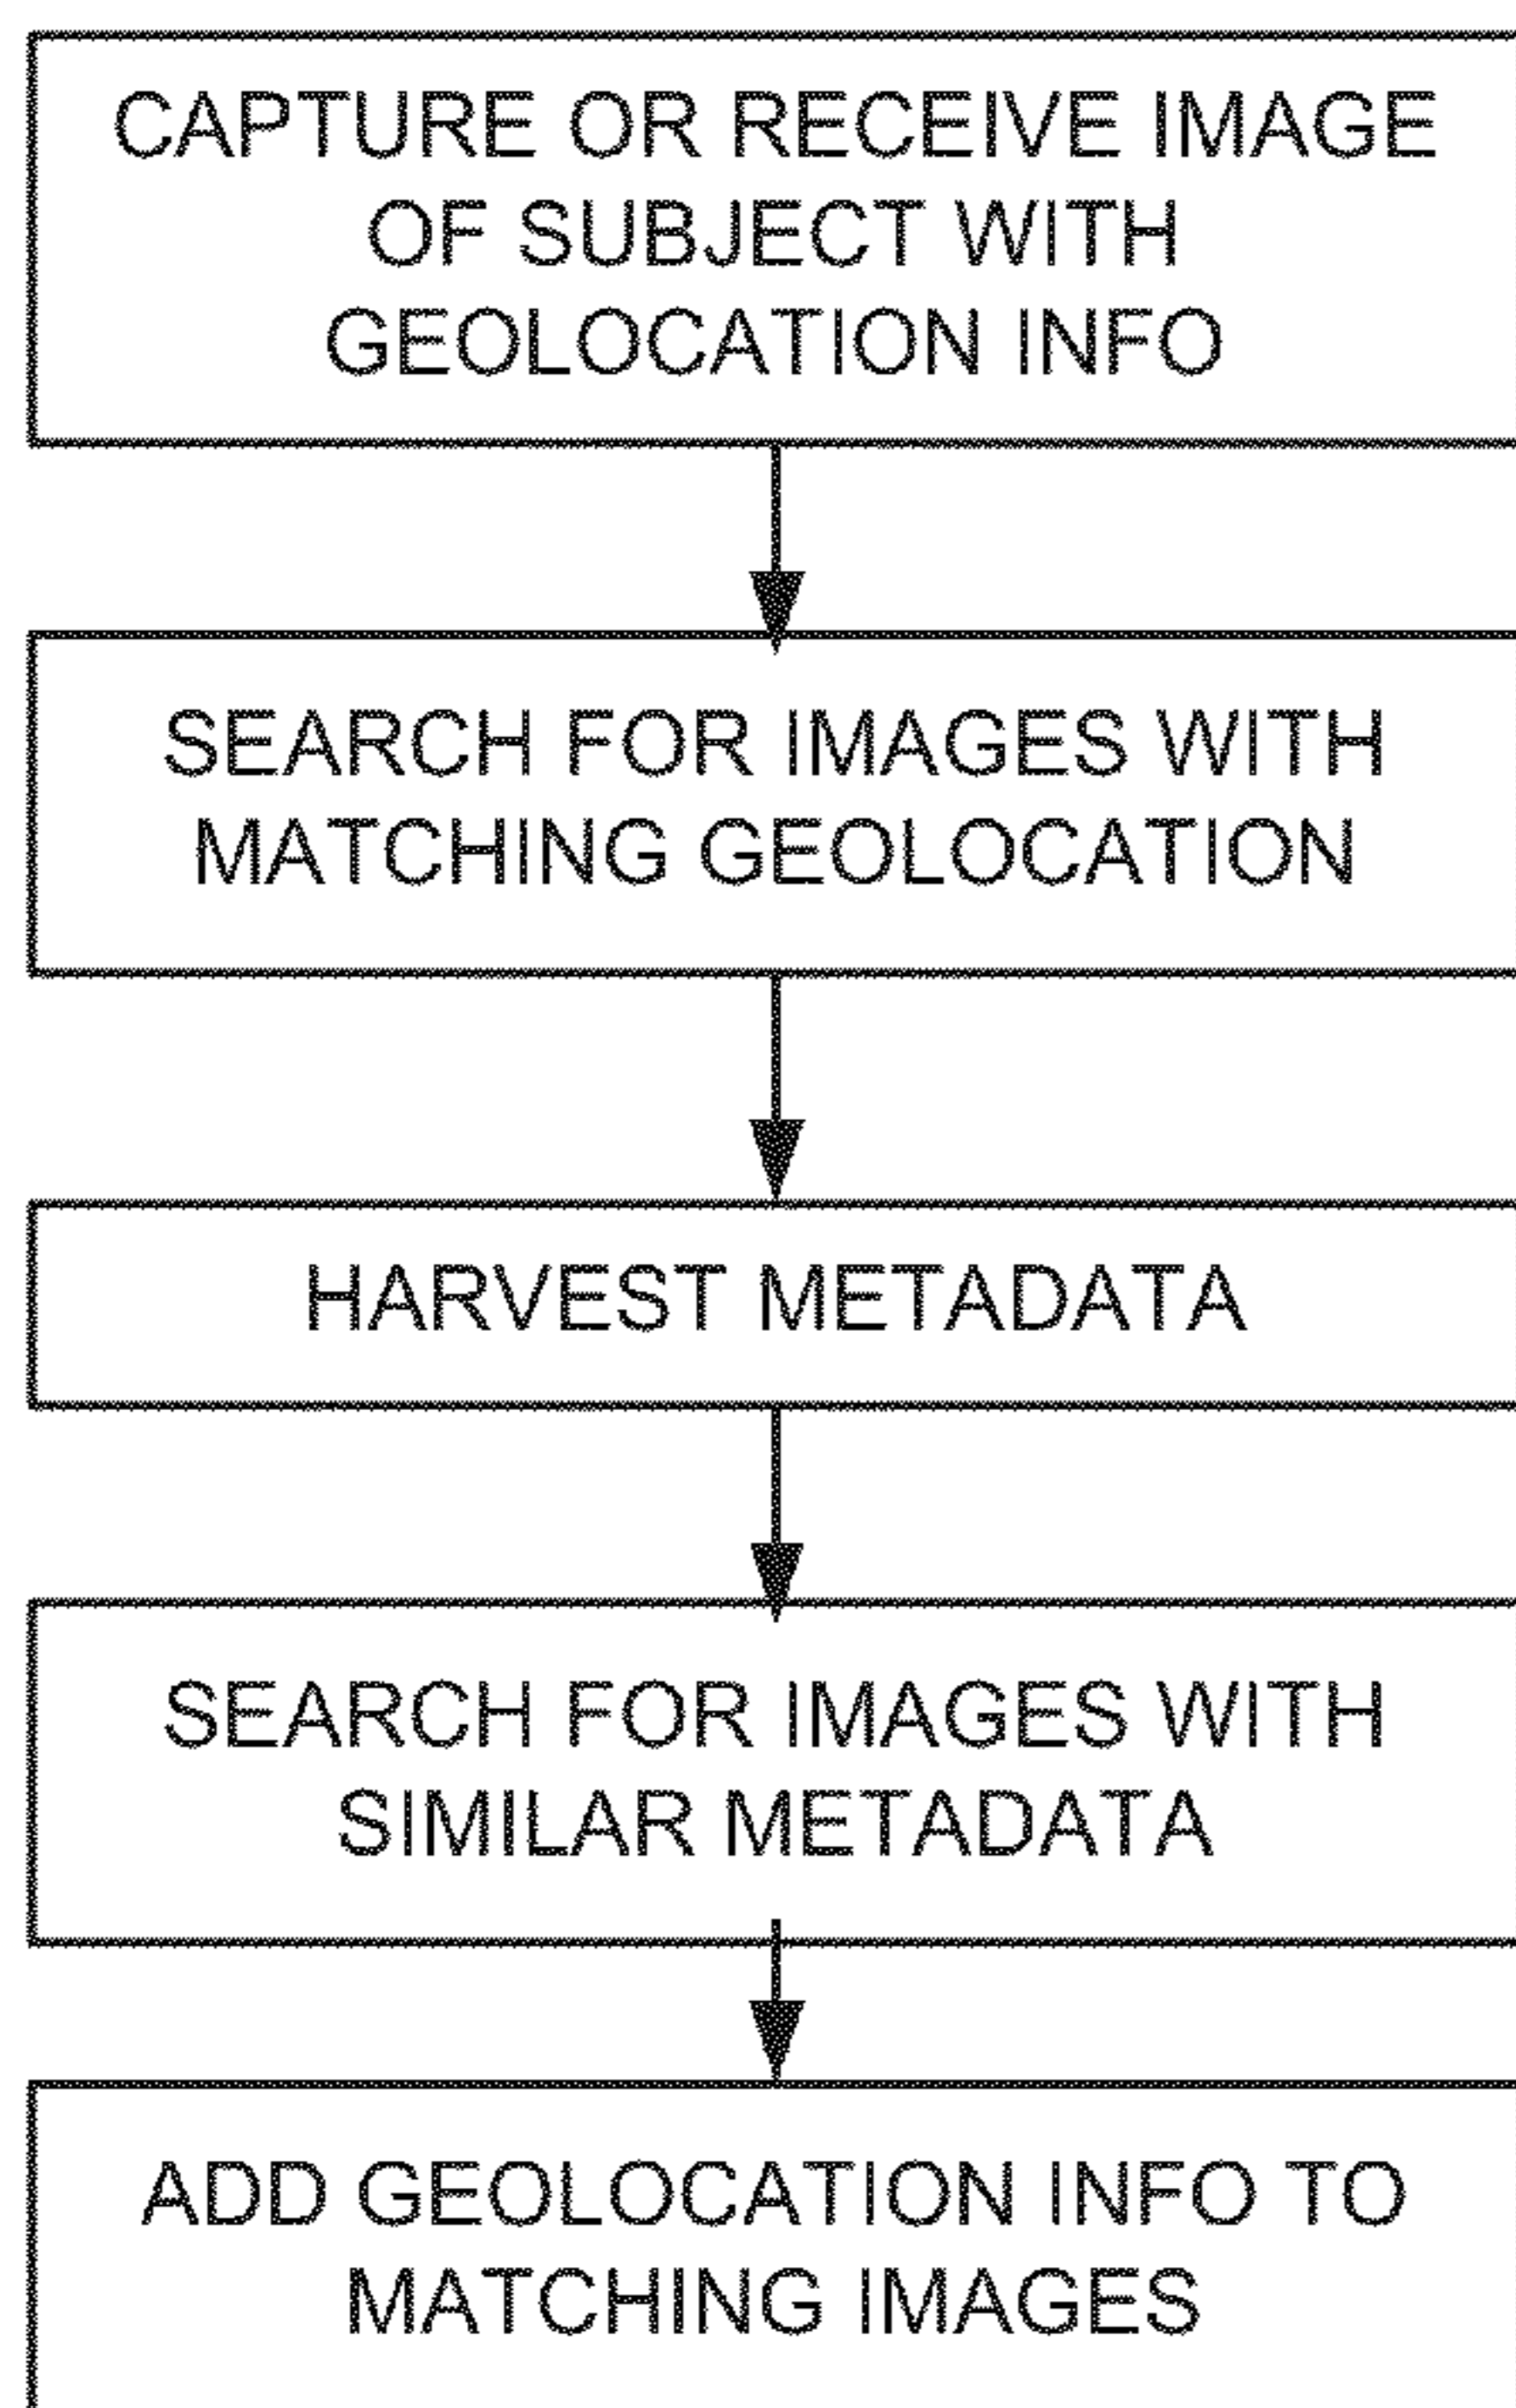 CAPTURE OR RECEIVE IMAGE
OF SUBJECT WITH
GEOLOCATION INFO
SEARCH FOR IMAGES WITH
MATCHING GEOLOCATION
HARVEST METADATA
SEARCH FOR IMAGES WITH
SIMILAR METADATA
ADD GEOLOCATION INFO TO
MATCHING IMAGES